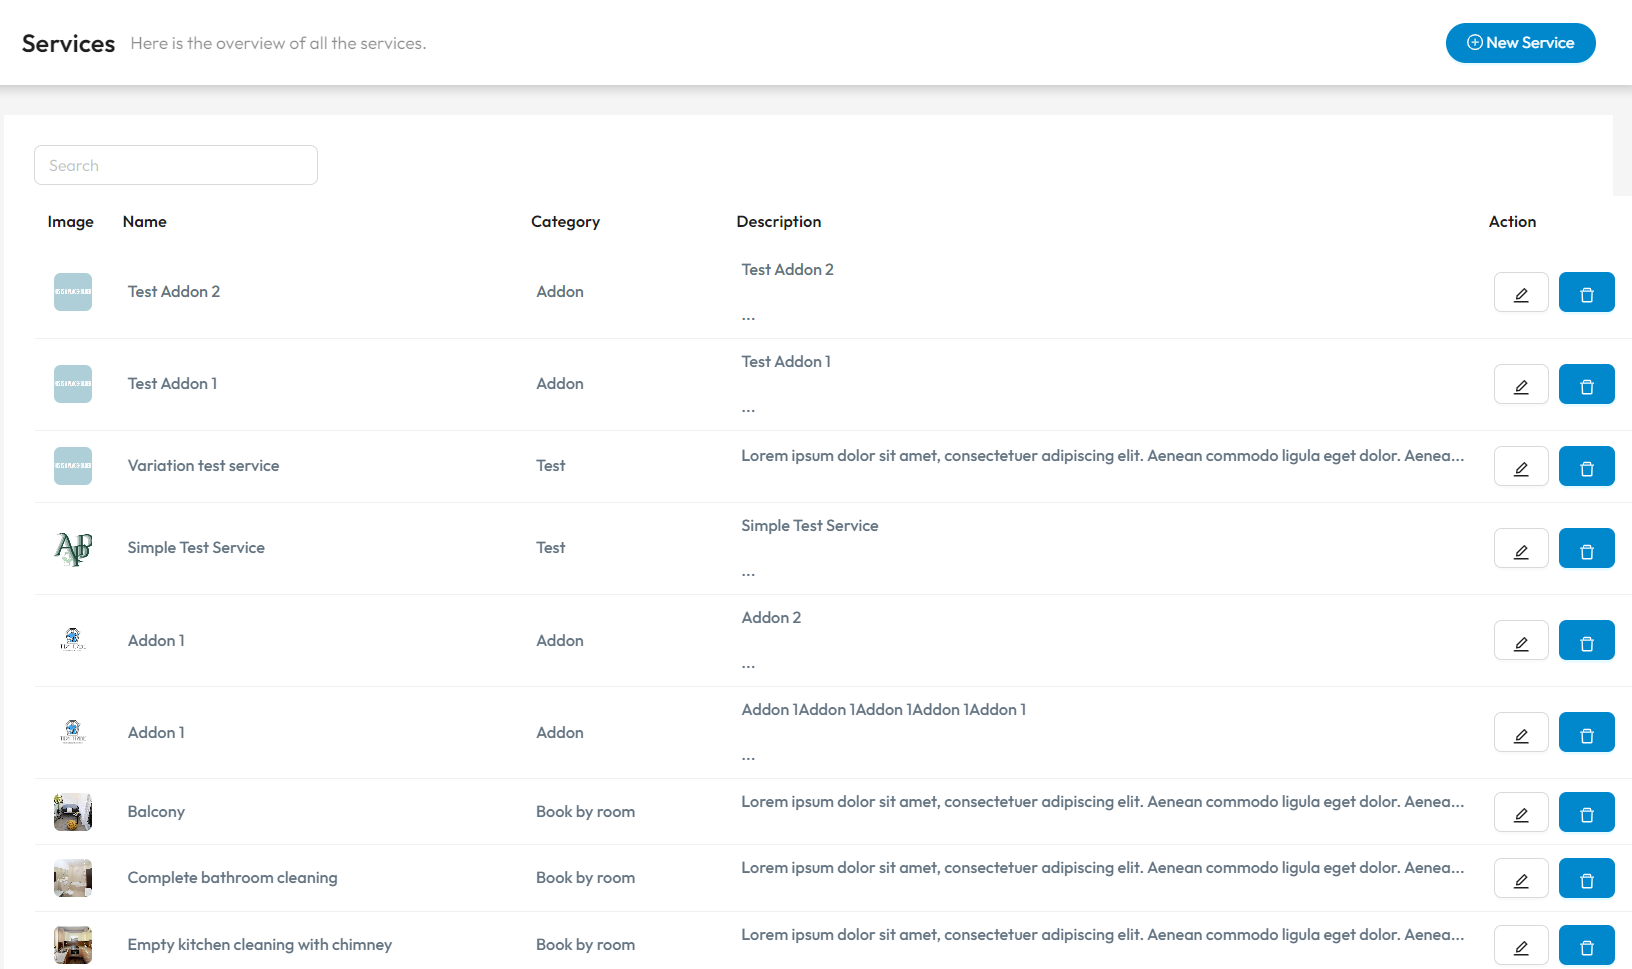 Services Here is the overview of all the services.
New Service
Search
Image Name Category Description Action
Test Addon 2 Addon Test Addon 2
...
Test Addon 1 Addon Test Addon 1
...
Variation test service Test Lorem ipsum dolor sit amet, consectetuer adipiscing elit. Aenean commodo ligula eget dolor. Aenea...
Simple Test Service Test Simple Test Service
...
Addon 1 Addon Addon 2
...
Addon 1 Addon Addon 1Addon 1Addon 1Addon 1Addon 1
...
Balcony Book by room Lorem ipsum dolor sit amet, consectetuer adipiscing elit. Aenean commodo ligula eget dolor. Aenea...
Complete bathroom cleaning Book by room Lorem ipsum dolor sit amet, consectetuer adipiscing elit. Aenean commodo ligula eget dolor. Aenea...
Empty kitchen cleaning with chimney Book by room Lorem ipsum dolor sit amet, consectetuer adipiscing elit. Aenean commodo ligula eget dolor. Aenea...